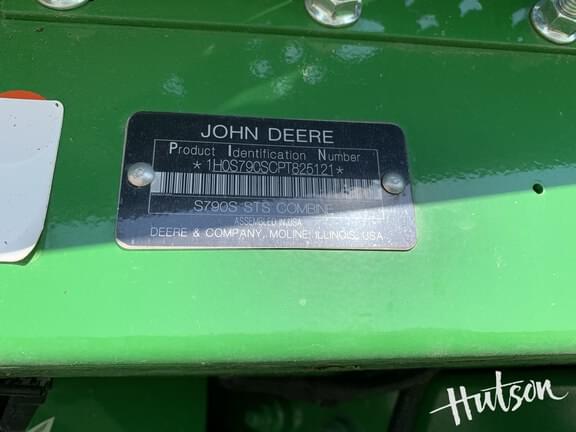 JOHN DEERE
Product Identification Number
*1H0S790SCPT825121*
S790S STS COMBINE
ASSEMBLED IN USA
DEERE & COMPANY, MOLINE, ILLINOIS, USA
Hutson